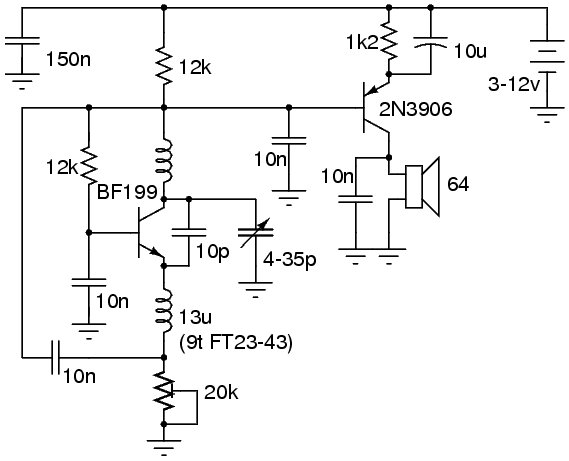 1k2
10u
150n
12k
3-12v
2N3906
12k
10n
10n
64
BF199
10p
4-35p
10n
13u
(9t FT23-43)
10n
20k